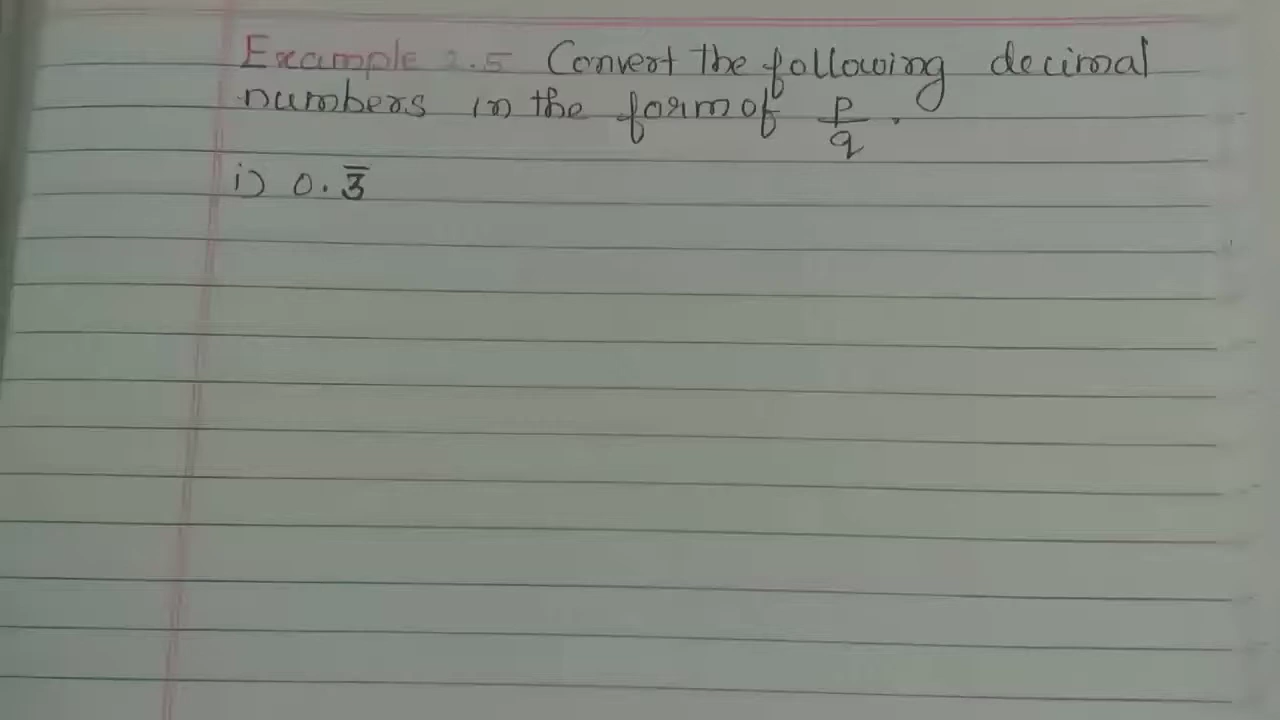 Example 2.5 Convert the following decimal
numbers in the form of p/q.
i) 0.3̅